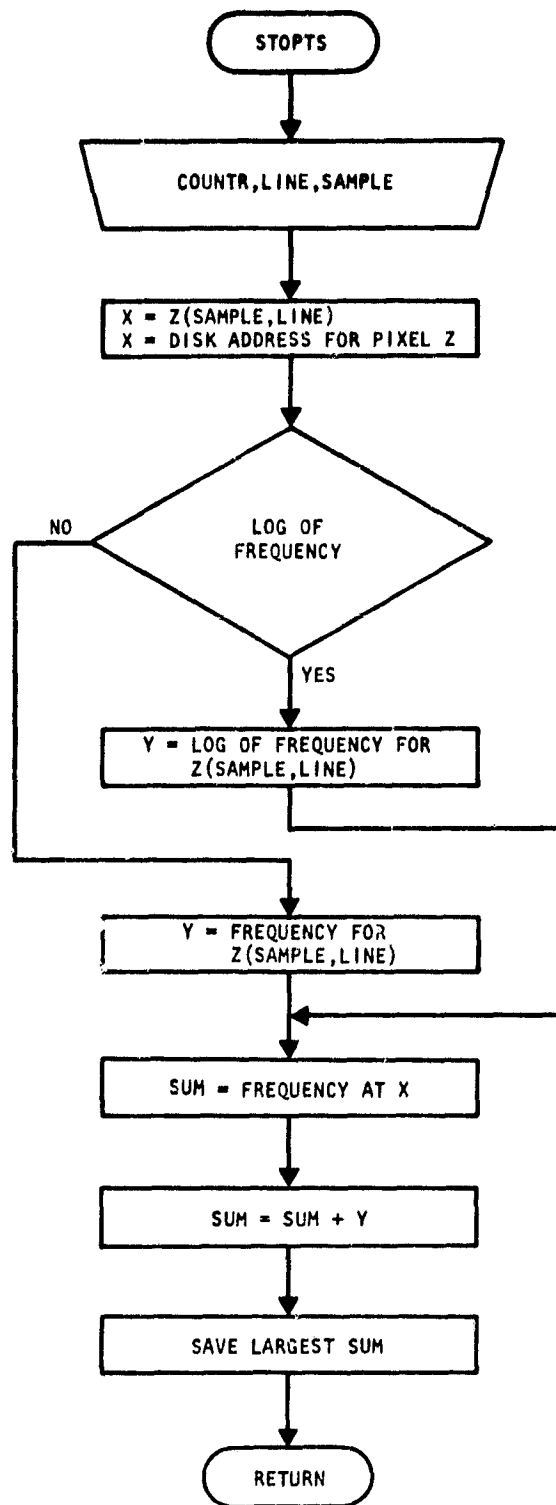 STOPTS
COUNTR,LINE,SAMPLE
X = Z(SAMPLE,LINE)
X = DISK ADDRESS FOR PIXEL Z
NO
LOG OF
FREQUENCY
YES
Y = LOG OF FREQUENCY FOR
Z(SAMPLE,LINE)
Y = FREQUENCY FOR
Z(SAMPLE,LINE)
SUM = FREQUENCY AT X
SUM = SUM + Y
SAVE LARGEST SUM
RETURN